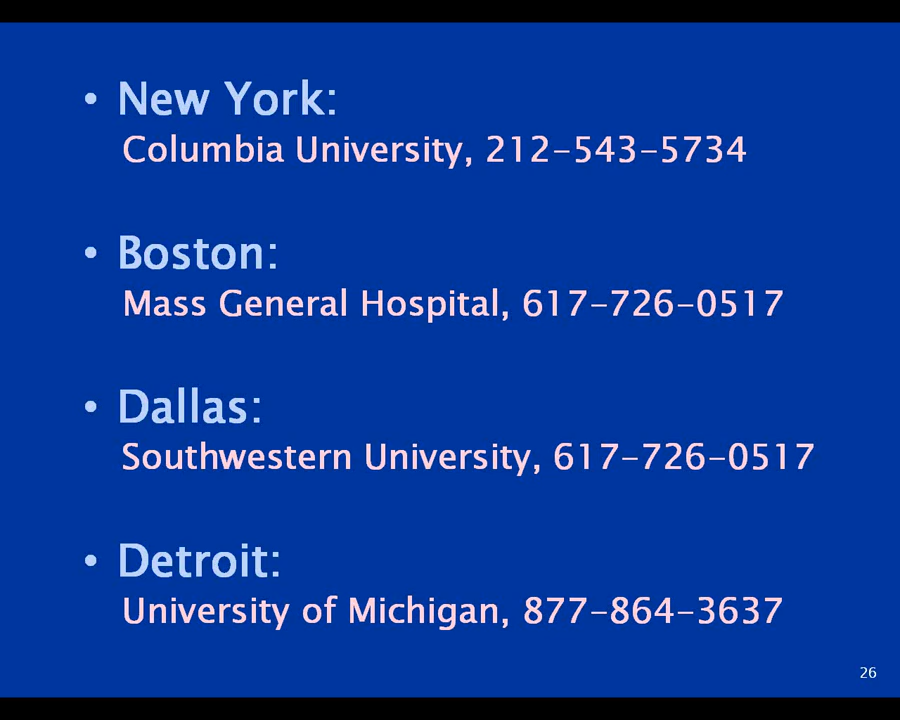 • New York:
Columbia University, 212-543-5734
• Boston:
Mass General Hospital, 617-726-0517
• Dallas:
Southwestern University, 617-726-0517
• Detroit:
University of Michigan, 877-864-3637
26